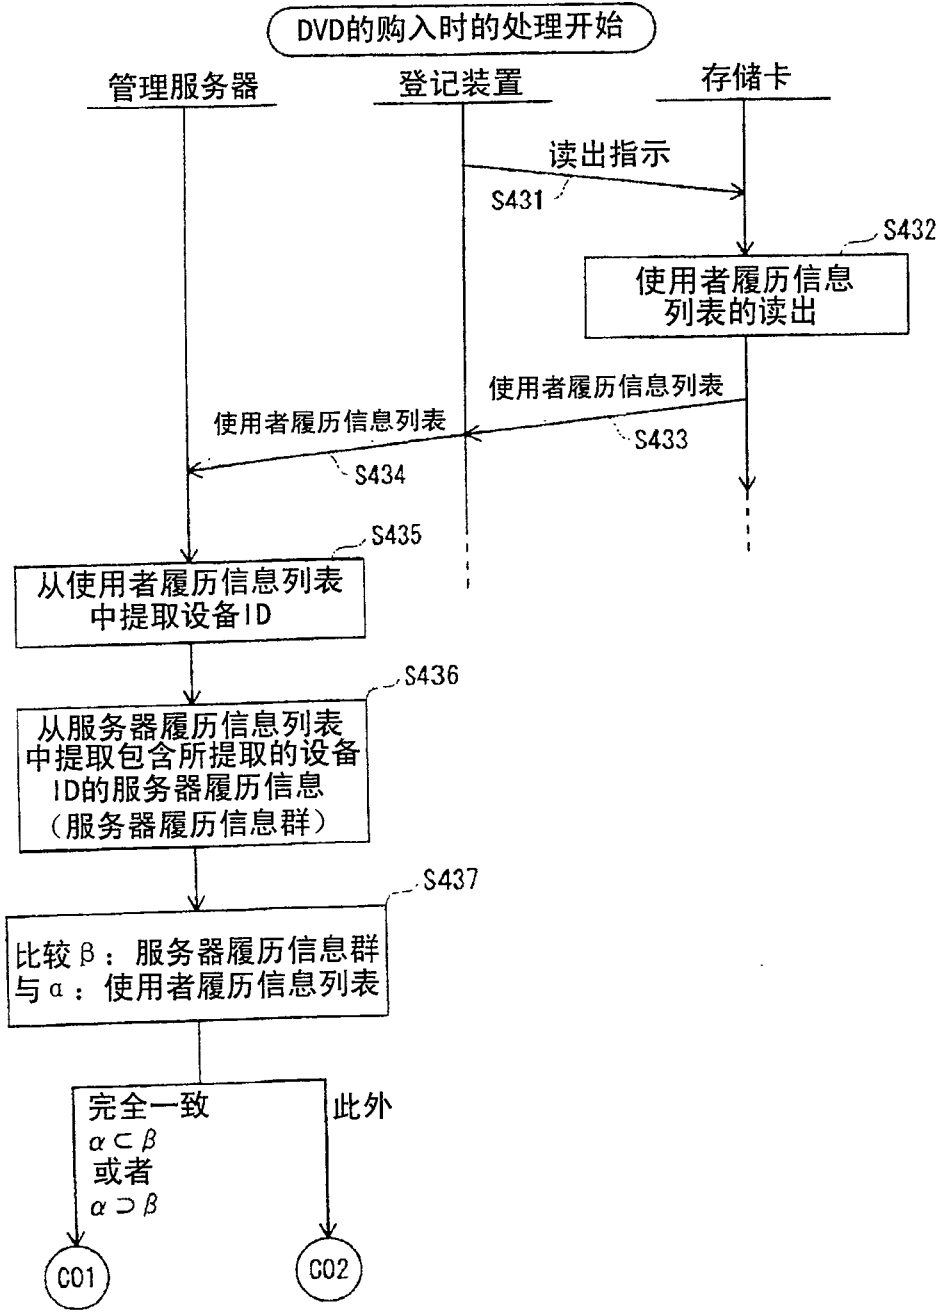 DVD的购入时的处理开始
管理服务器
登记装置
存储卡
读出指示
S431
S432
使用者履历信息
列表的读出
使用者履历信息列表
S433
使用者履历信息列表
S434
S435
从使用者履历信息列表
中提取设备ID
S436
从服务器履历信息列表
中提取包含所提取的设备
ID的服务器履历信息
（服务器履历信息群）
S437
比较β：服务器履历信息群
与α：使用者履历信息列表
完全一致
α⊂β
或者
α⊃β
此外
C01
C02